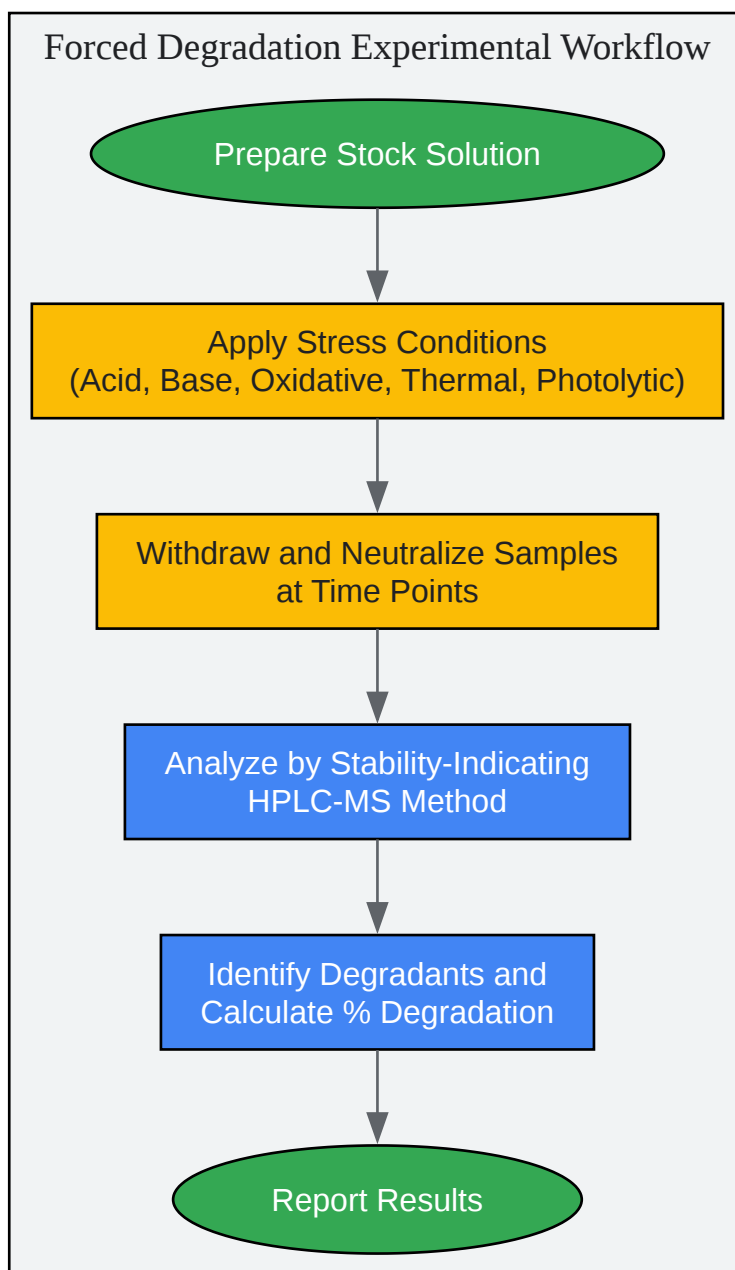 Forced Degradation Experimental Workflow
Prepare Stock Solution
Apply Stress Conditions
(Acid, Base, Oxidative, Thermal, Photolytic)
Withdraw and Neutralize Samples
at Time Points
Analyze by Stability-Indicating
HPLC-MS Method
Identify Degradants and
Calculate % Degradation
Report Results